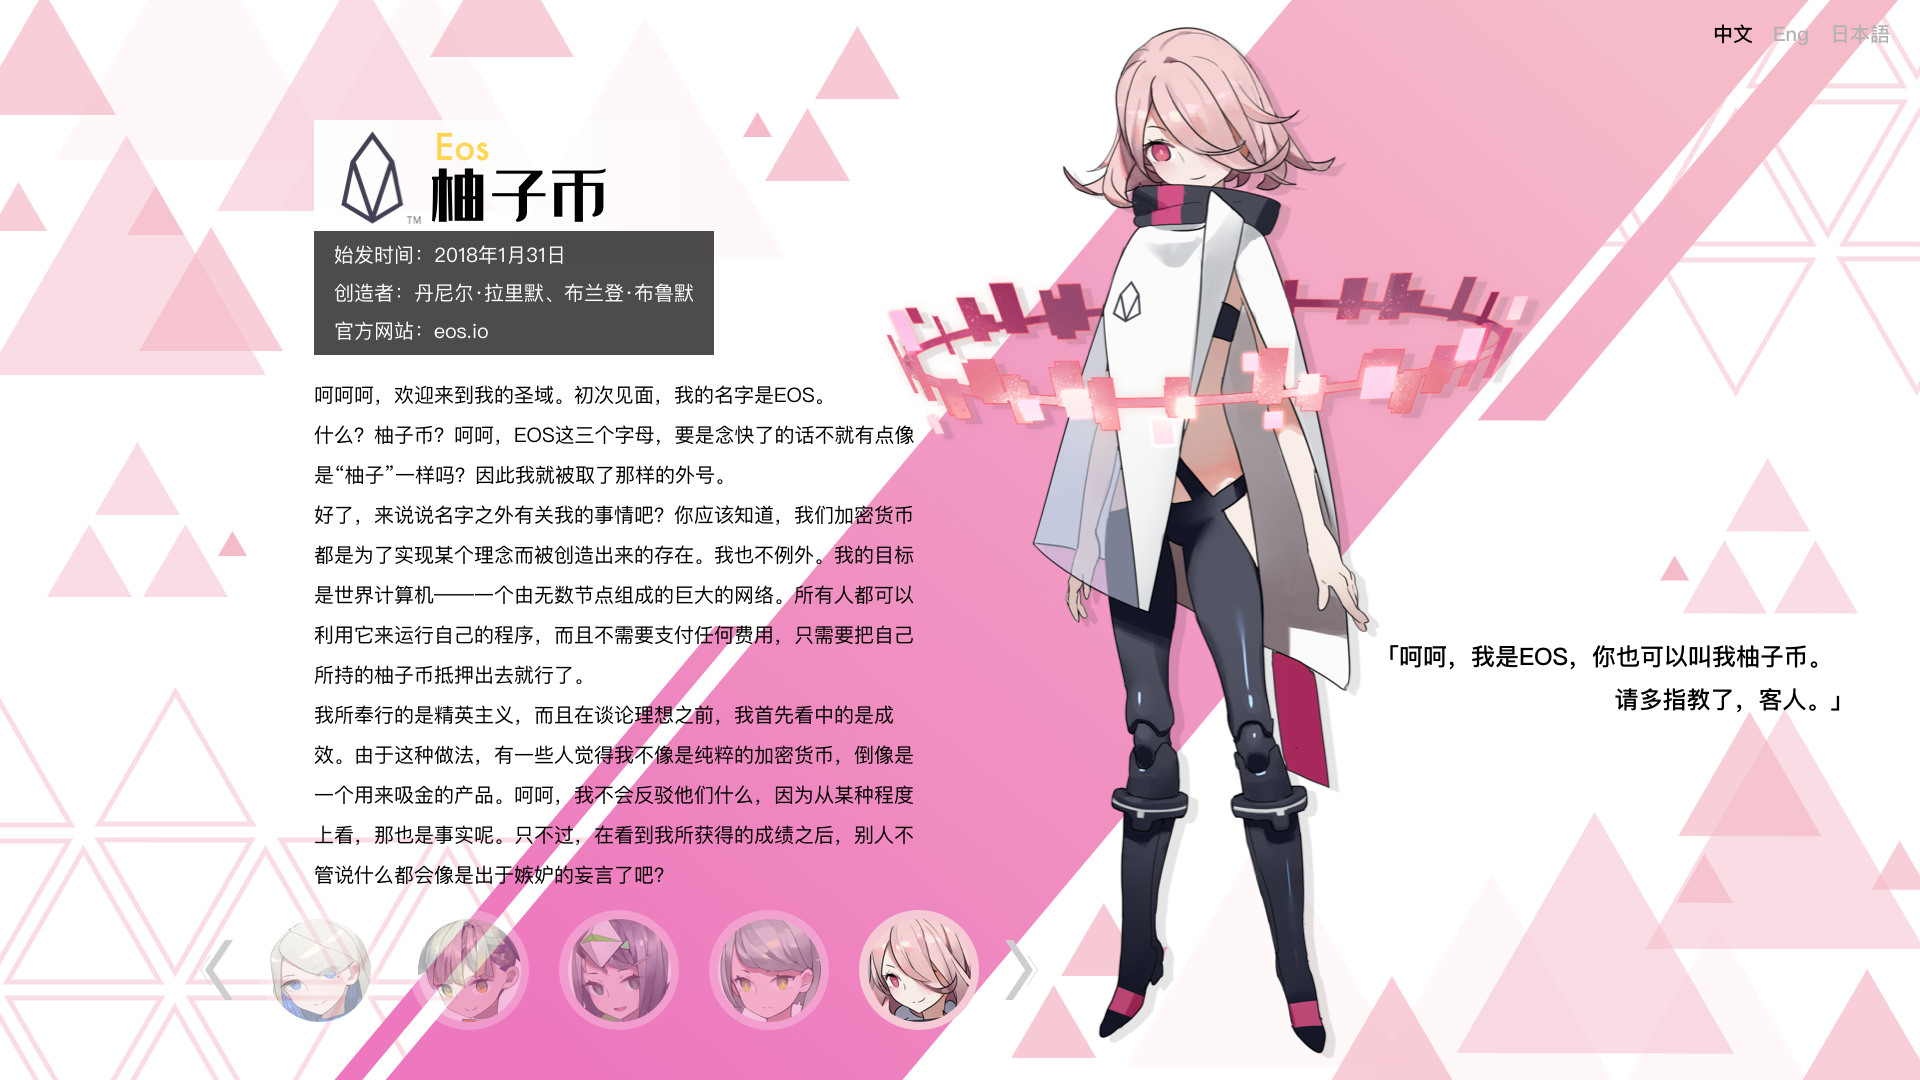 中文 Eng 日本語
Eos
柚子币
TM
始发时间：2018年1月31日
创造者：丹尼尔·拉里默、布兰登·布鲁默
官方网站：eos.io
呵呵呵，欢迎来到我的圣域。初次见面，我的名字是EOS。
什么？柚子币？呵呵，EOS这三个字母，要是念快了的话不就有点像
是“柚子”一样吗？因此我就被取了那样的外号。
好了，来说说名字之外有关我的事情吧？你应该知道，我们加密货币
都是为了实现某个理念而被创造出来的存在。我也不例外。我的目标
是世界计算机——一个由无数节点组成的巨大的网络。所有人都可以
利用它来运行自己的程序，而且不需要支付任何费用，只需要把自己
所持的柚子币抵押出去就行了。
我所奉行的是精英主义，而且在谈论理想之前，我首先看中的是成
效。由于这种做法，有一些人觉得我不像是纯粹的加密货币，倒像是
一个用来吸金的产品。呵呵，我不会反驳他们什么，因为从某种程度
上看，那也是事实呢。只不过，在看到我所获得的成绩之后，别人不
管说什么都会像是出于嫉妒的妄言了吧？
「呵呵，我是EOS，你也可以叫我柚子币。
请多指教了，客人。」